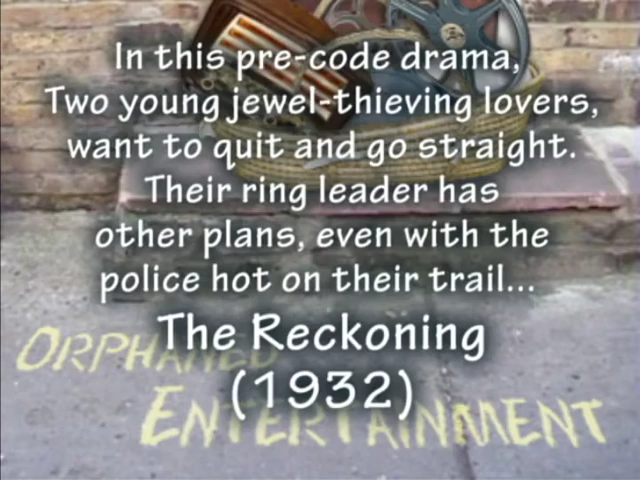 In this pre-code drama,
Two young jewel-thieving lovers,
want to quit and go straight.
Their ring leader has
other plans, even with the
police hot on their trail...
The Reckoning
(1932)
ORPHANED
ENTERTAINMENT